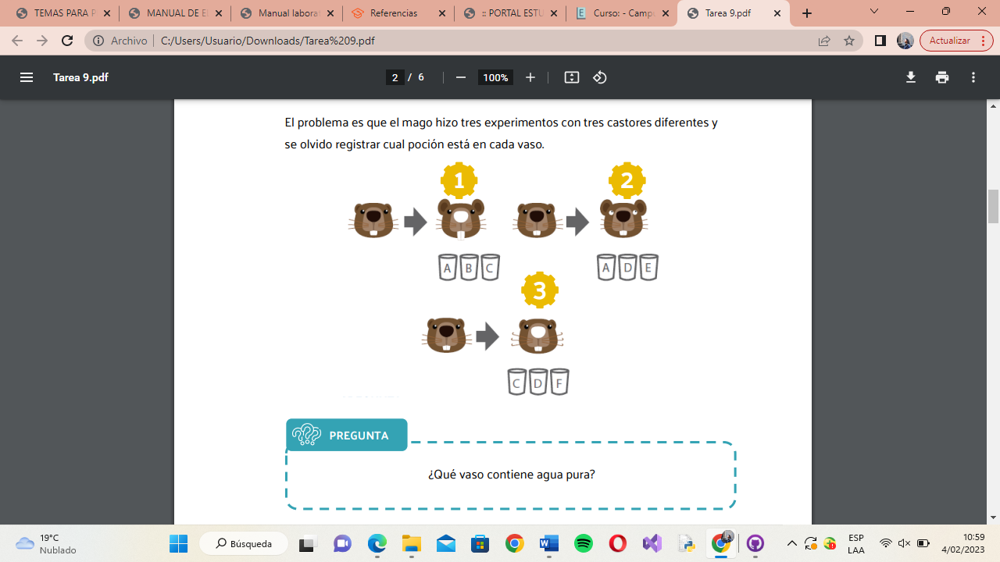 TEMAS PARA P
MANUAL DE E
Manual laborat
Referencias
:: PORTAL ESTU
Curso: - Campu
Tarea 9.pdf
Archivo
C:/Users/Usuario/Downloads/Tarea%209.pdf
Actualizar
Tarea 9.pdf
2 / 6
100%
El problema es que el mago hizo tres experimentos con tres castores diferentes y
se olvido registrar cual poción está en cada vaso.
1
2
A B C
A D E
3
C D F
PREGUNTA
¿Qué vaso contiene agua pura?
19°C
Nublado
Búsqueda
ESP
LAA
10:59
4/02/2023